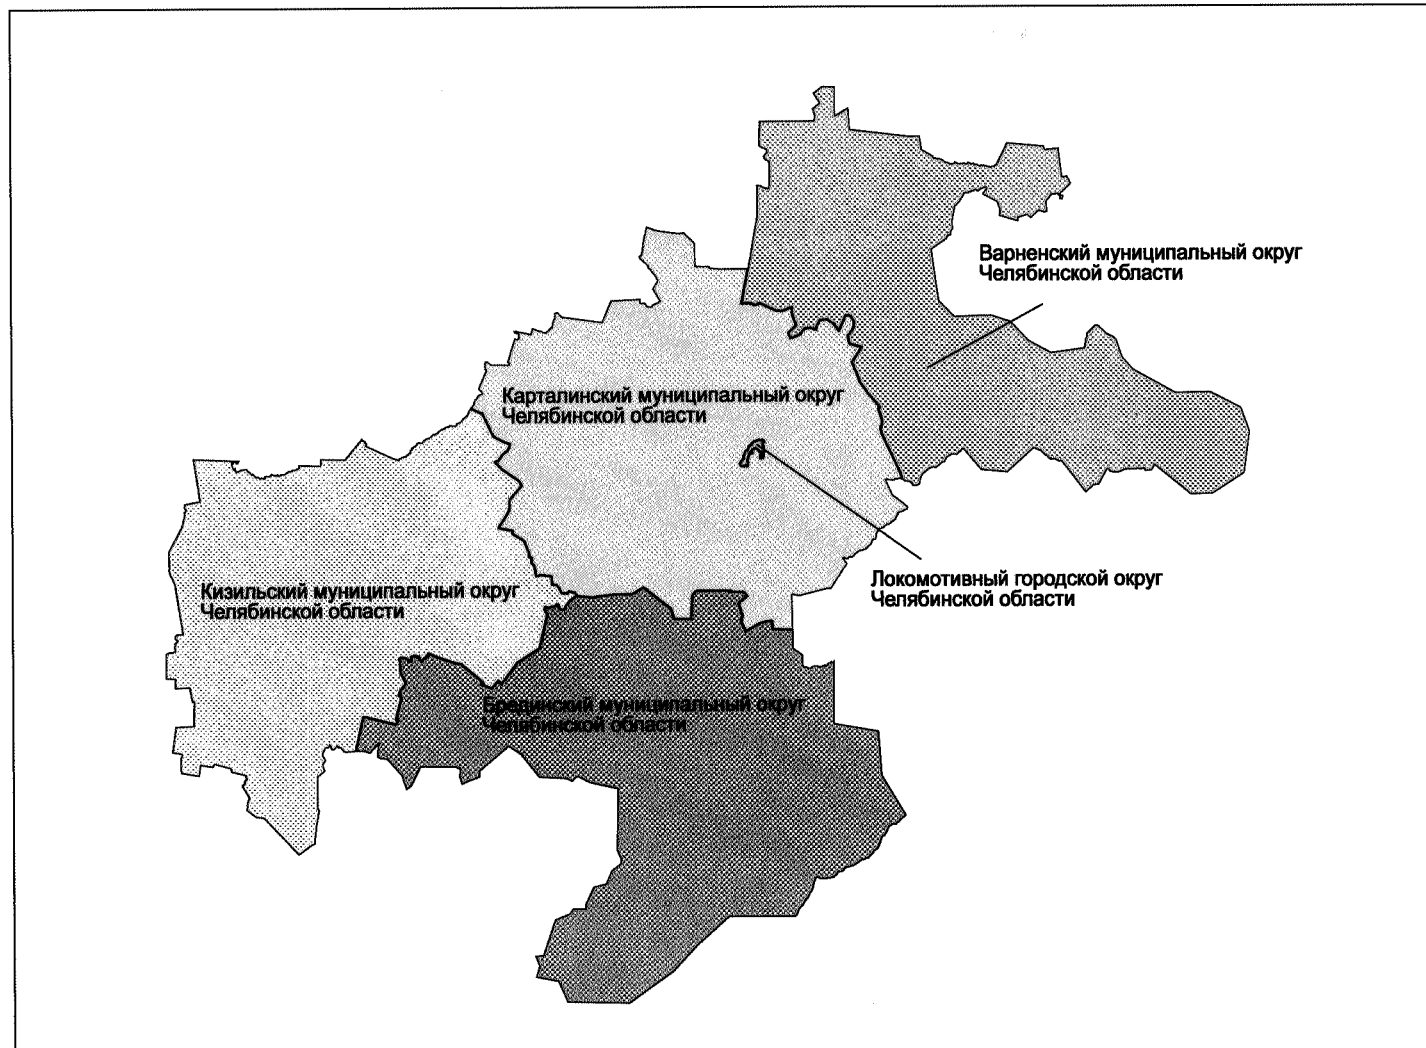 Варненский муниципальный округ
Челябинской области
Карталинский муниципальный округ
Челябинской области
Локомотивный городской округ
Челябинской области
Кизильский муниципальный округ
Челябинской области
Брединский муниципальный округ
Челябинской области